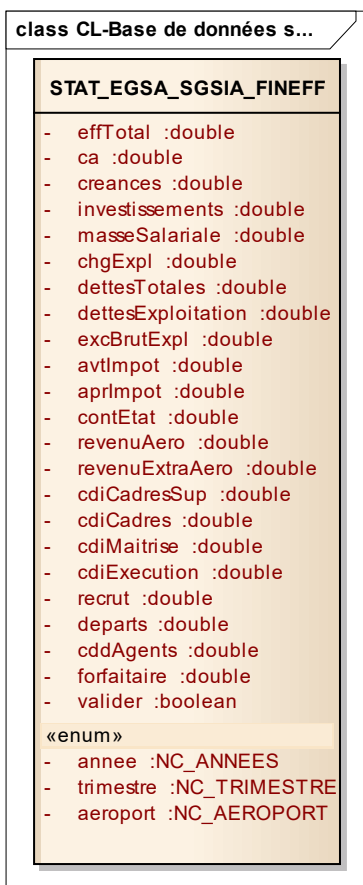 class CL-Base de données s...
STAT_EGSA_SGSIA_FINEFF
- effTotal :double
- ca :double
- creances :double
- investissements :double
- masseSalariale :double
- chgExpl :double
- dettesTotales :double
- dettesExploitation :double
- excBrutExpl :double
- avtImpot :double
- aprImpot :double
- contEtat :double
- revenuAero :double
- revenuExtraAero :double
- cdiCadresSup :double
- cdiCadres :double
- cdiMaitrise :double
- cdiExecution :double
- recrut :double
- departs :double
- cddAgents :double
- forfaitaire :double
- valider :boolean
«enum»
- annee :NC_ANNEES
- trimestre :NC_TRIMESTRE
- aeroport :NC_AEROPORT